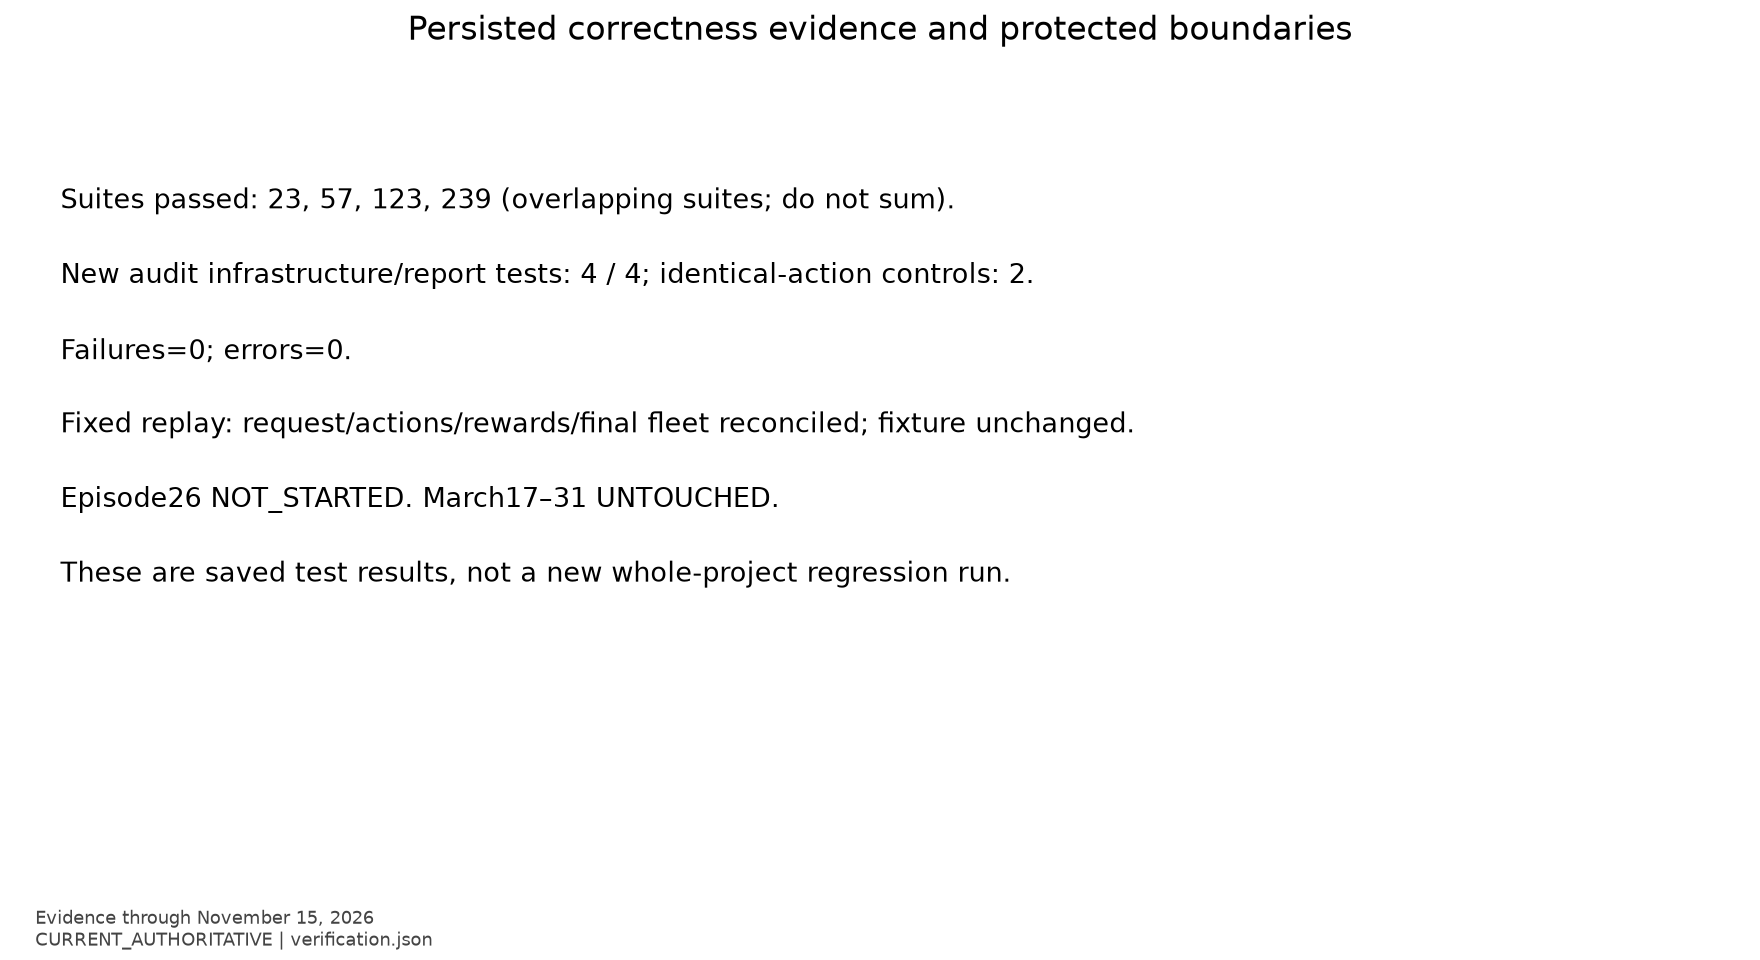 Persisted correctness evidence and protected boundaries
Suites passed: 23, 57, 123, 239 (overlapping suites; do not sum).
New audit infrastructure/report tests: 4 / 4; identical-action controls: 2.
Failures=0; errors=0.
Fixed replay: request/actions/rewards/final fleet reconciled; fixture unchanged.
Episode26 NOT_STARTED. March17–31 UNTOUCHED.
These are saved test results, not a new whole-project regression run.
Evidence through November 15, 2026
CURRENT_AUTHORITATIVE | verification.json